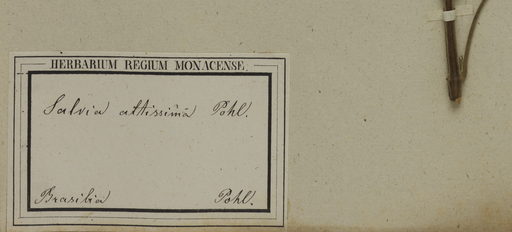 HERBARIUM REGIUM MONACENSE.
Salvia altissima Pohl.
Brasilia Pohl.